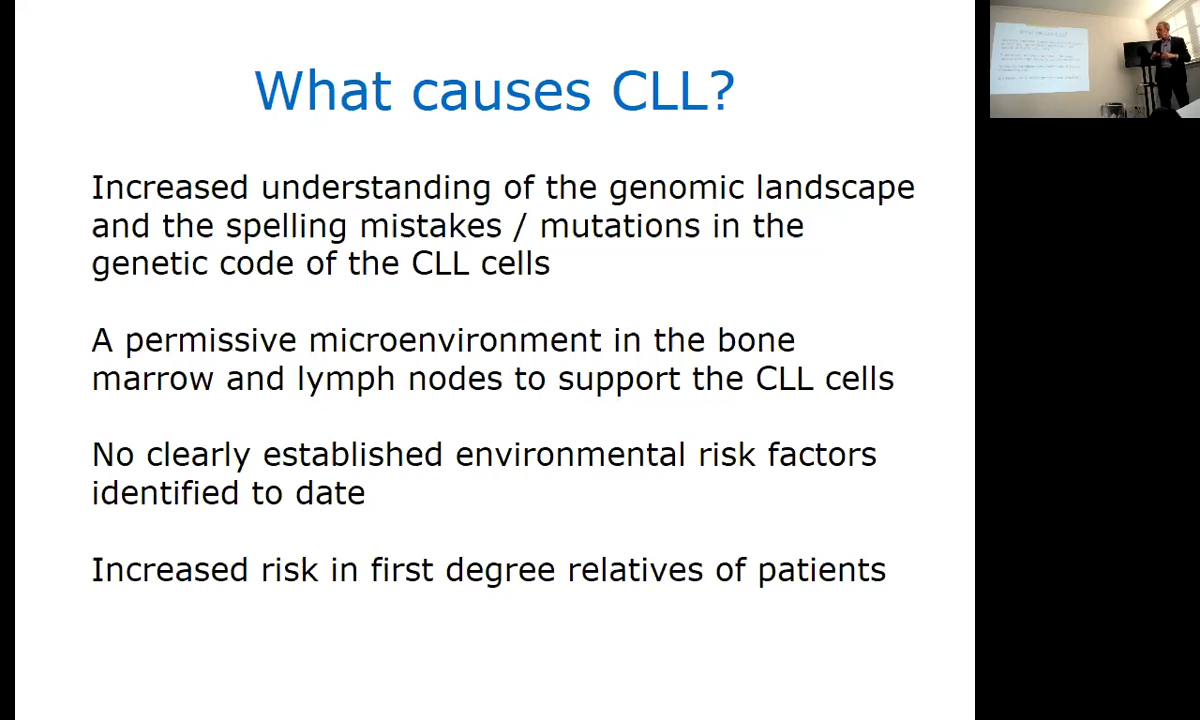 What causes CLL?
Increased understanding of the genomic landscape
and the spelling mistakes / mutations in the
genetic code of the CLL cells
A permissive microenvironment in the bone
marrow and lymph nodes to support the CLL cells
No clearly established environmental risk factors
identified to date
Increased risk in first degree relatives of patients